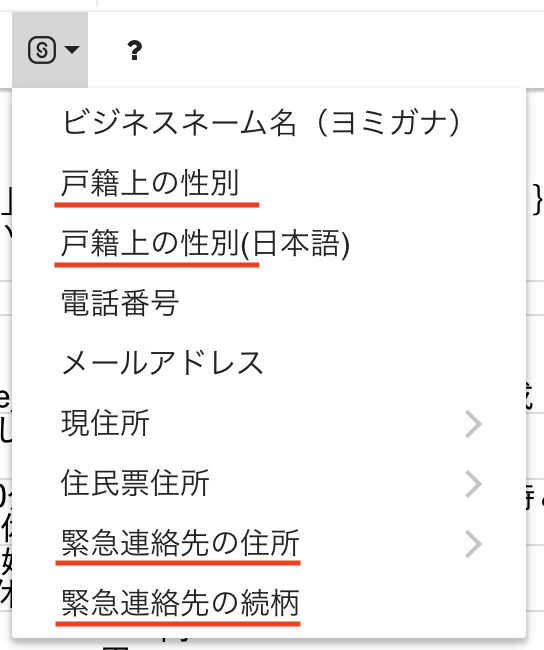 ?
ビジネスネーム名（ヨミガナ）
戸籍上の性別
戸籍上の性別(日本語)
電話番号
メールアドレス
現住所
住民票住所
緊急連絡先の住所
緊急連絡先の続柄